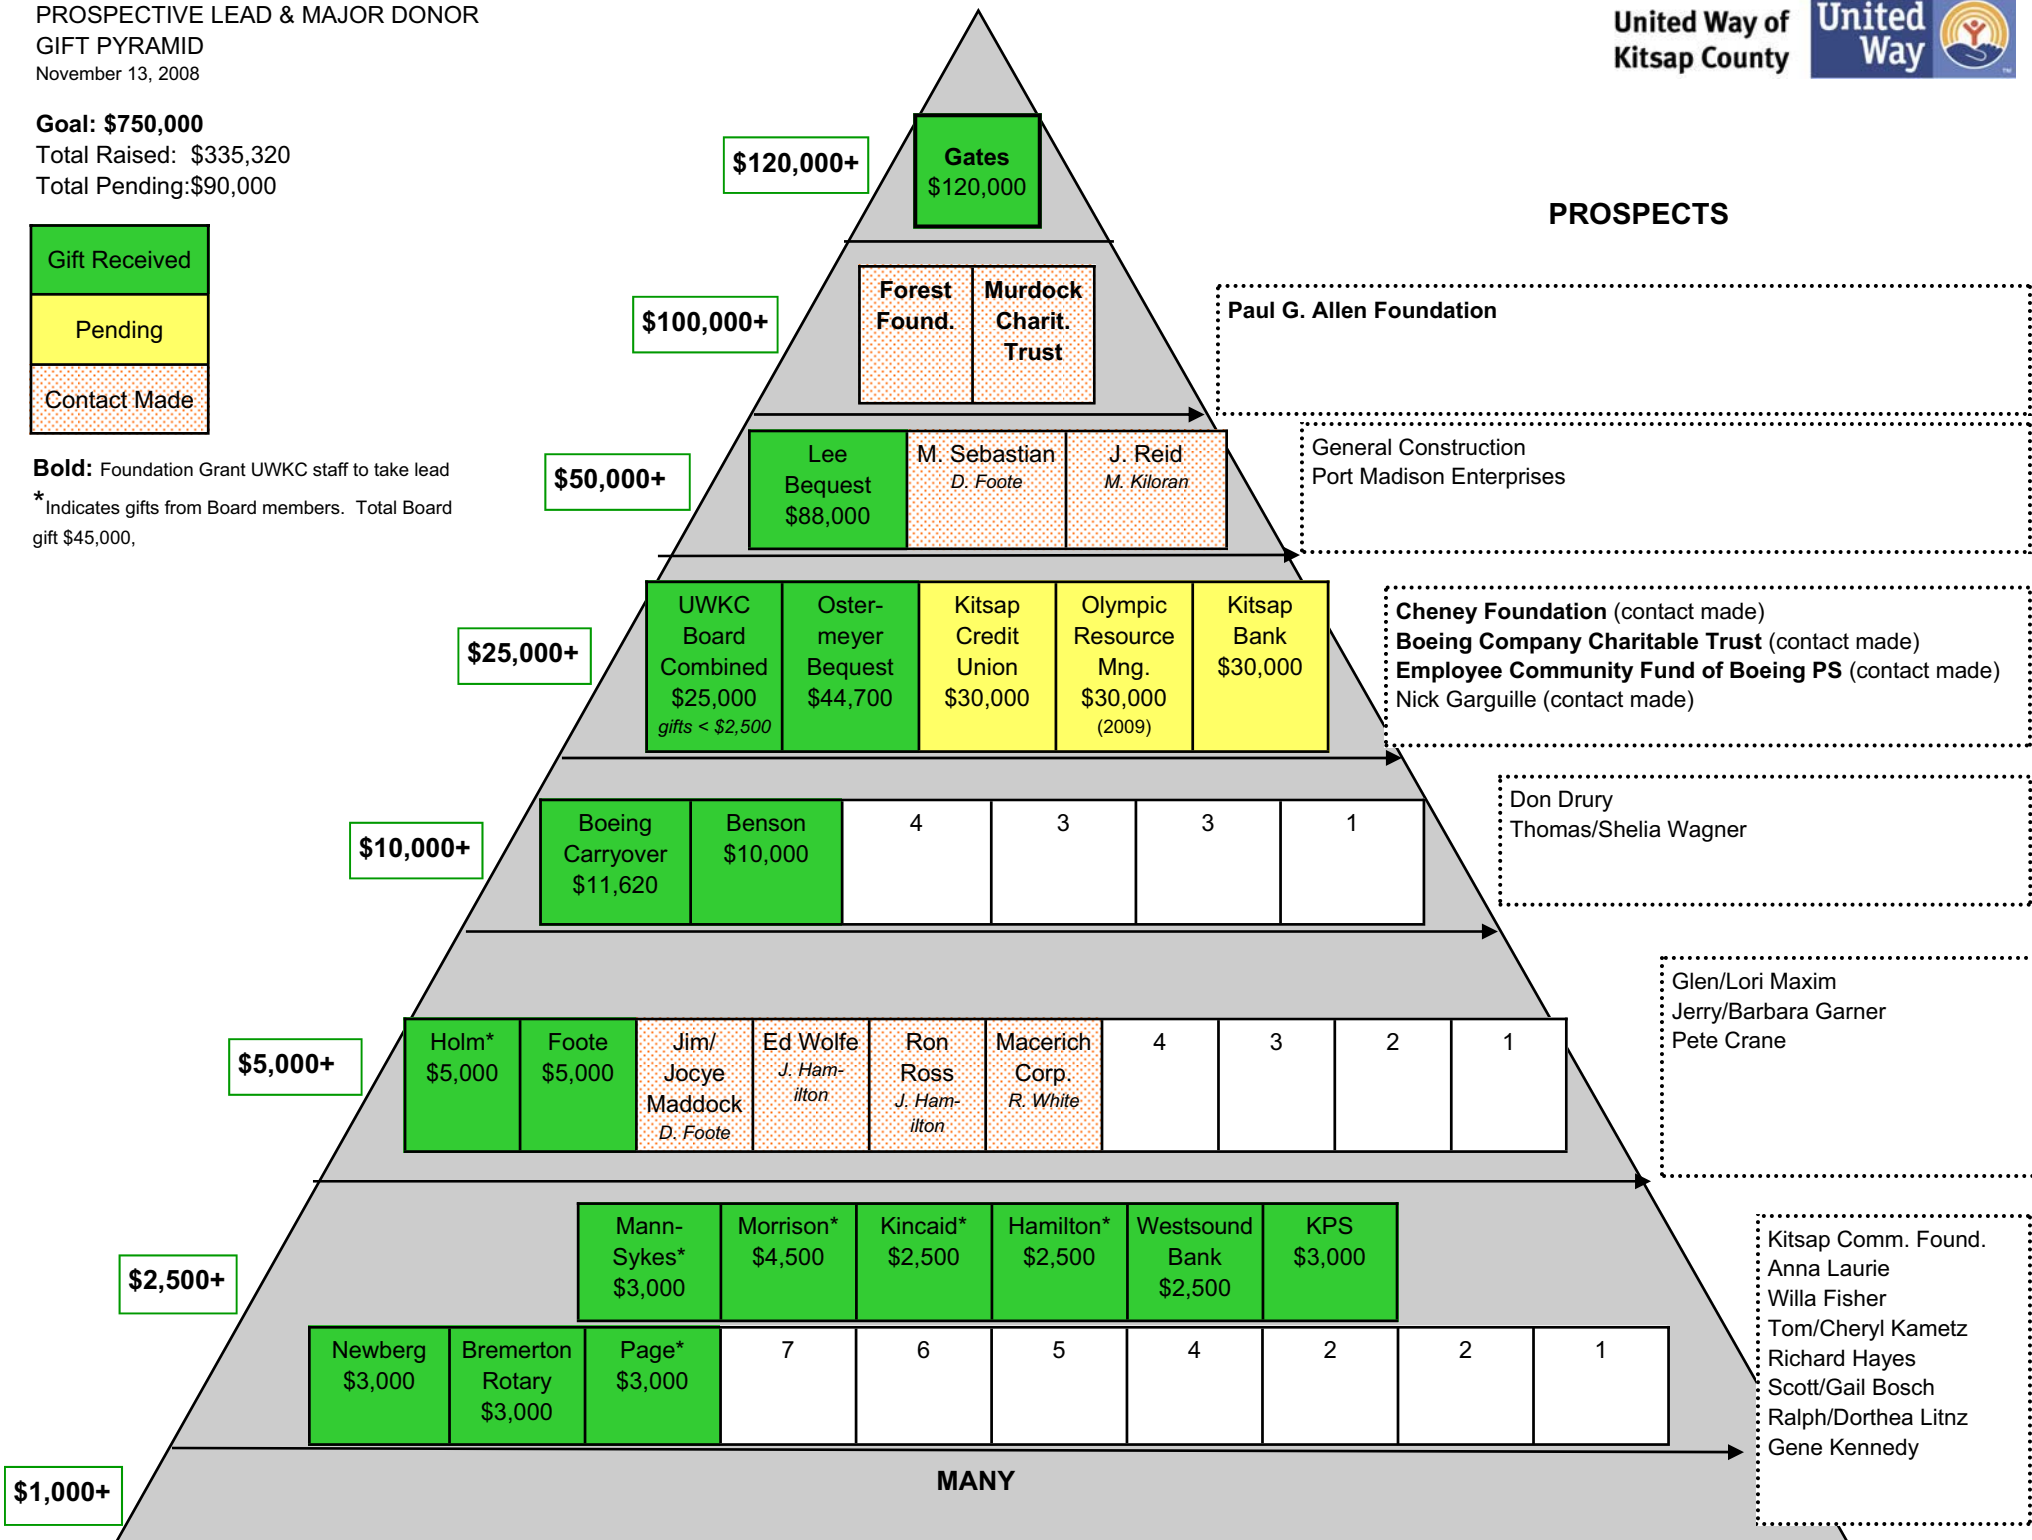 PROSPECTIVE LEAD & MAJOR DONOR
GIFT PYRAMID
November 13, 2008
United Way of
Kitsap County
United
Way
™
Goal: $750,000
Total Raised: $335,320
Total Pending:$90,000
Gift Received
Pending
Contact Made
Bold: Foundation Grant UWKC staff to take lead
*Indicates gifts from Board members. Total Board
gift $45,000,
PROSPECTS
$120,000+
Gates
$120,000
$100,000+
Forest
Found.
Murdock
Charit.
Trust
Paul G. Allen Foundation
$50,000+
Lee
Bequest
$88,000
M. Sebastian
D. Foote
J. Reid
M. Kiloran
General Construction
Port Madison Enterprises
$25,000+
UWKC
Board
Combined
$25,000
gifts < $2,500
Oster-
meyer
Bequest
$44,700
Kitsap
Credit
Union
$30,000
Olympic
Resource
Mng.
$30,000
(2009)
Kitsap
Bank
$30,000
Cheney Foundation (contact made)
Boeing Company Charitable Trust (contact made)
Employee Community Fund of Boeing PS (contact made)
Nick Garguille (contact made)
$10,000+
Boeing
Carryover
$11,620
Benson
$10,000
4
3
3
1
Don Drury
Thomas/Shelia Wagner
$5,000+
Holm*
$5,000
Foote
$5,000
Jim/
Jocye
Maddock
D. Foote
Ed Wolfe
J. Ham-
ilton
Ron
Ross
J. Ham-
ilton
Macerich
Corp.
R. White
4
3
2
1
Glen/Lori Maxim
Jerry/Barbara Garner
Pete Crane
$2,500+
Mann-
Sykes*
$3,000
Morrison*
$4,500
Kincaid*
$2,500
Hamilton*
$2,500
Westsound
Bank
$2,500
KPS
$3,000
Newberg
$3,000
Bremerton
Rotary
$3,000
Page*
$3,000
7
6
5
4
2
2
1
Kitsap Comm. Found.
Anna Laurie
Willa Fisher
Tom/Cheryl Kametz
Richard Hayes
Scott/Gail Bosch
Ralph/Dorthea Litnz
Gene Kennedy
$1,000+
MANY